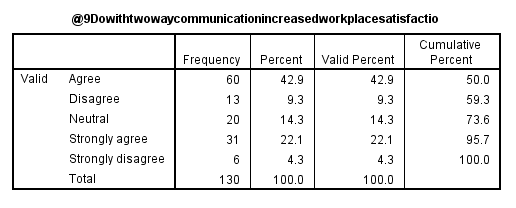 @9Dowithtwowaycommunicationincreasedworkplacesatisfactio
Frequency Percent Valid Percent Cumulative Percent
Valid Agree 60 42.9 42.9 50.0
Disagree 13 9.3 9.3 59.3
Neutral 20 14.3 14.3 73.6
Strongly agree 31 22.1 22.1 95.7
Strongly disagree 6 4.3 4.3 100.0
Total 130 100.0 100.0